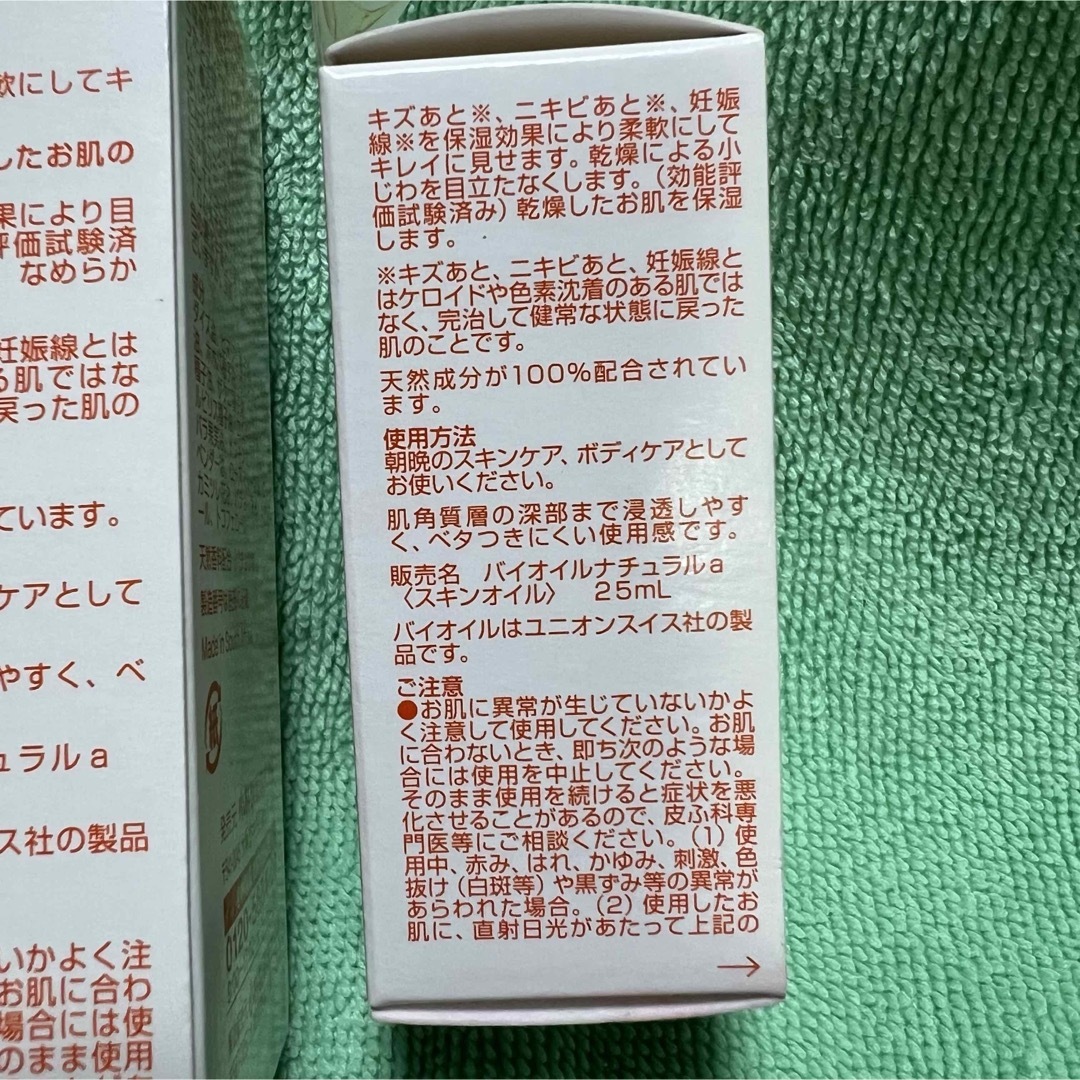 軟にしてキ
したお肌の
果により目
評価試験済
なめらか
妊娠線とは
る肌ではな
戻った肌の
ています。
ケアとして
やすく、ベ
ュラルa
ス社の製品
いかよく注
お肌に合わ
場合には使
のまま使用
天然香料配合
Made in South
0120-5
キズあと※、ニキビあと※、妊娠
線※を保湿効果により柔軟にして
キレイに見せます。乾燥による小
じわを目立たなくします。（効能評
価試験済み）乾燥したお肌を保湿
します。
※キズあと、ニキビあと、妊娠線と
はケロイドや色素沈着のある肌では
なく、完治して健常な状態に戻った
肌のことです。
天然成分が100%配合されてい
ます。
使用方法
朝晩のスキンケア、ボディケアとして
お使いください。
肌角質層の深部まで浸透しやす
く、ベタつきにくい使用感です。
販売名 バイオイルナチュラルa
〈スキンオイル〉 25mL
バイオイルはユニオンスイス社の製
品です。
ご注意
●お肌に異常が生じていないかよ
く注意して使用してください。お肌
に合わないとき、即ち次のような場
合には使用を中止してください。
そのまま使用を続けると症状を悪
化させることがあるので、皮ふ科専
門医等にご相談ください。（1）使
用中、赤み、はれ、かゆみ、刺激、色
抜け（白斑等）や黒ずみ等の異常が
あらわれた場合。（2）使用したお
肌に、直射日光があたって上記の
→